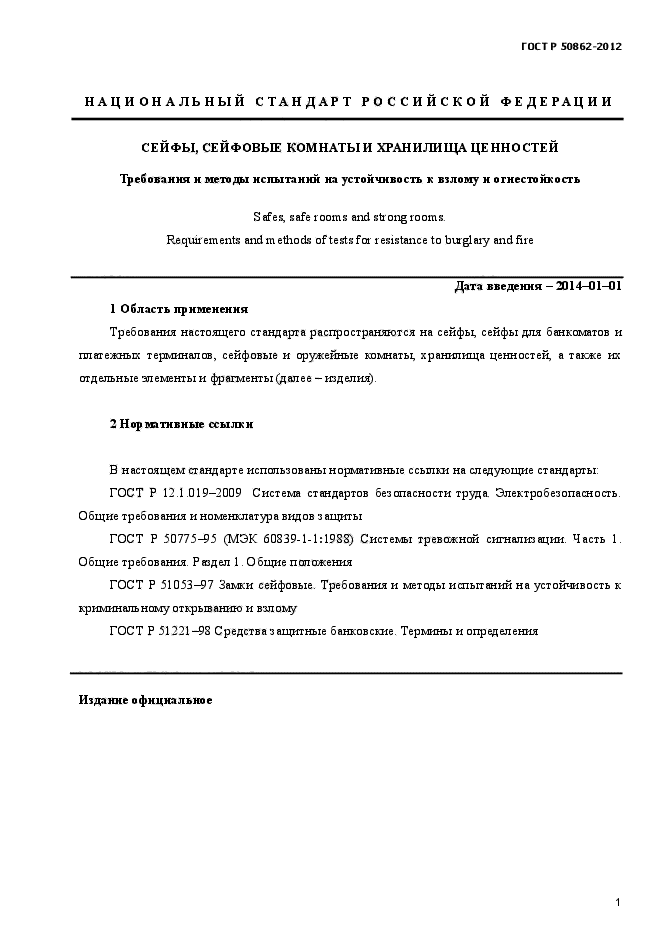 ГОСТ Р 50862-2012
НАЦИОНАЛЬНЫЙ СТАНДАРТ РОССИЙСКОЙ ФЕДЕРАЦИИ
СЕЙФЫ, СЕЙФОВЫЕ КОМНАТЫ И ХРАНИЛИЩА ЦЕННОСТЕЙ
Требования и методы испытаний на устойчивость к взлому и огнестойкость
Safes, safe rooms and strong rooms.
Requirements and methods of tests for resistance to burglary and fire
Дата введения – 2014–01–01
1 Область применения
Требования настоящего стандарта распространяются на сейфы, сейфы для банкоматов и
платежных терминалов, сейфовые и оружейные комнаты, хранилища ценностей, а также их
отдельные элементы и фрагменты (далее – изделия).
2 Нормативные ссылки
В настоящем стандарте использованы нормативные ссылки на следующие стандарты:
ГОСТ Р 12.1.019–2009 Система стандартов безопасности труда. Электробезопасность.
Общие требования и номенклатура видов защиты
ГОСТ Р 50775–95 (МЭК 60839-1-1:1988) Системы тревожной сигнализации. Часть 1.
Общие требования. Раздел 1. Общие положения
ГОСТ Р 51053–97 Замки сейфовые. Требования и методы испытаний на устойчивость к
криминальному открыванию и взлому
ГОСТ Р 51221–98 Средства защитные банковские. Термины и определения
Издание официальное
1